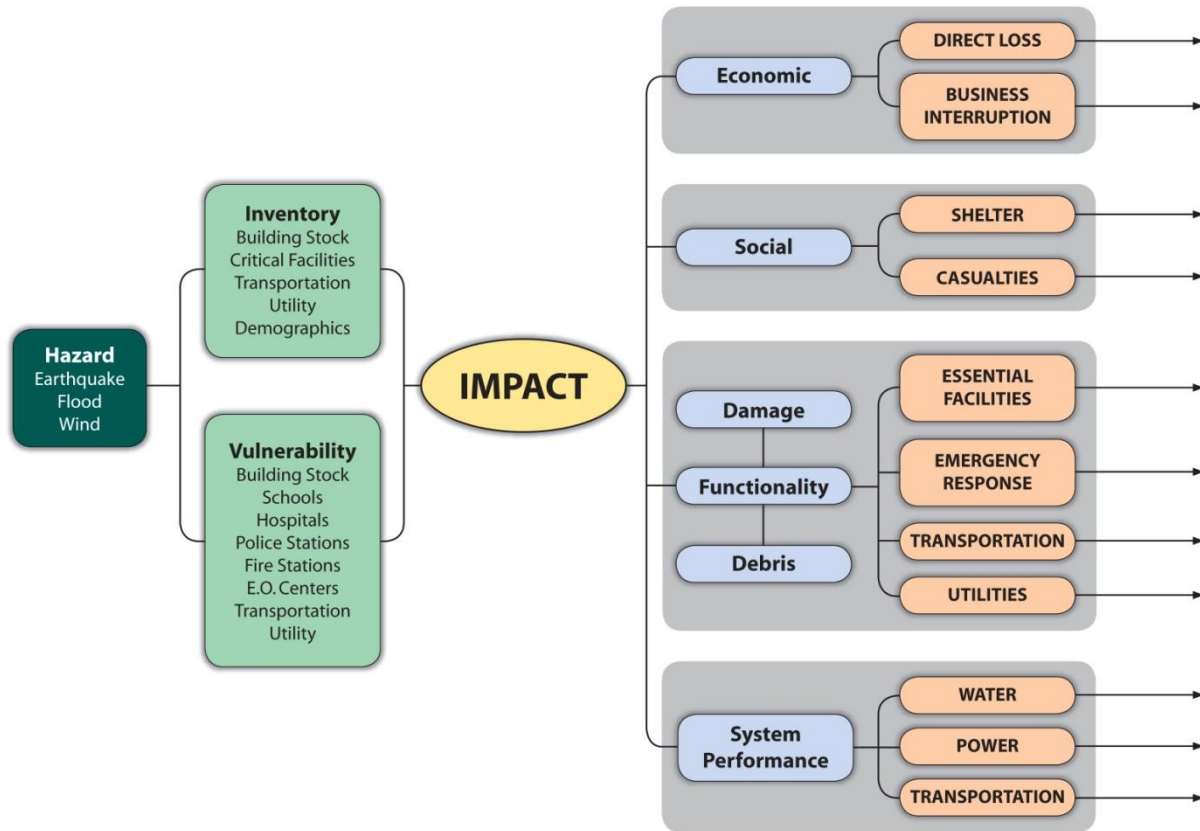 Hazard
Earthquake
Flood
Wind
Inventory
Building Stock
Critical Facilities
Transportation
Utility
Demographics
Vulnerability
Building Stock
Schools
Hospitals
Police Stations
Fire Stations
E.O. Centers
Transportation
Utility
IMPACT
Economic
DIRECT LOSS
BUSINESS
INTERRUPTION
Social
SHELTER
CASUALTIES
Damage
Functionality
Debris
ESSENTIAL
FACILITIES
EMERGENCY
RESPONSE
TRANSPORTATION
UTILITIES
System
Performance
WATER
POWER
TRANSPORTATION